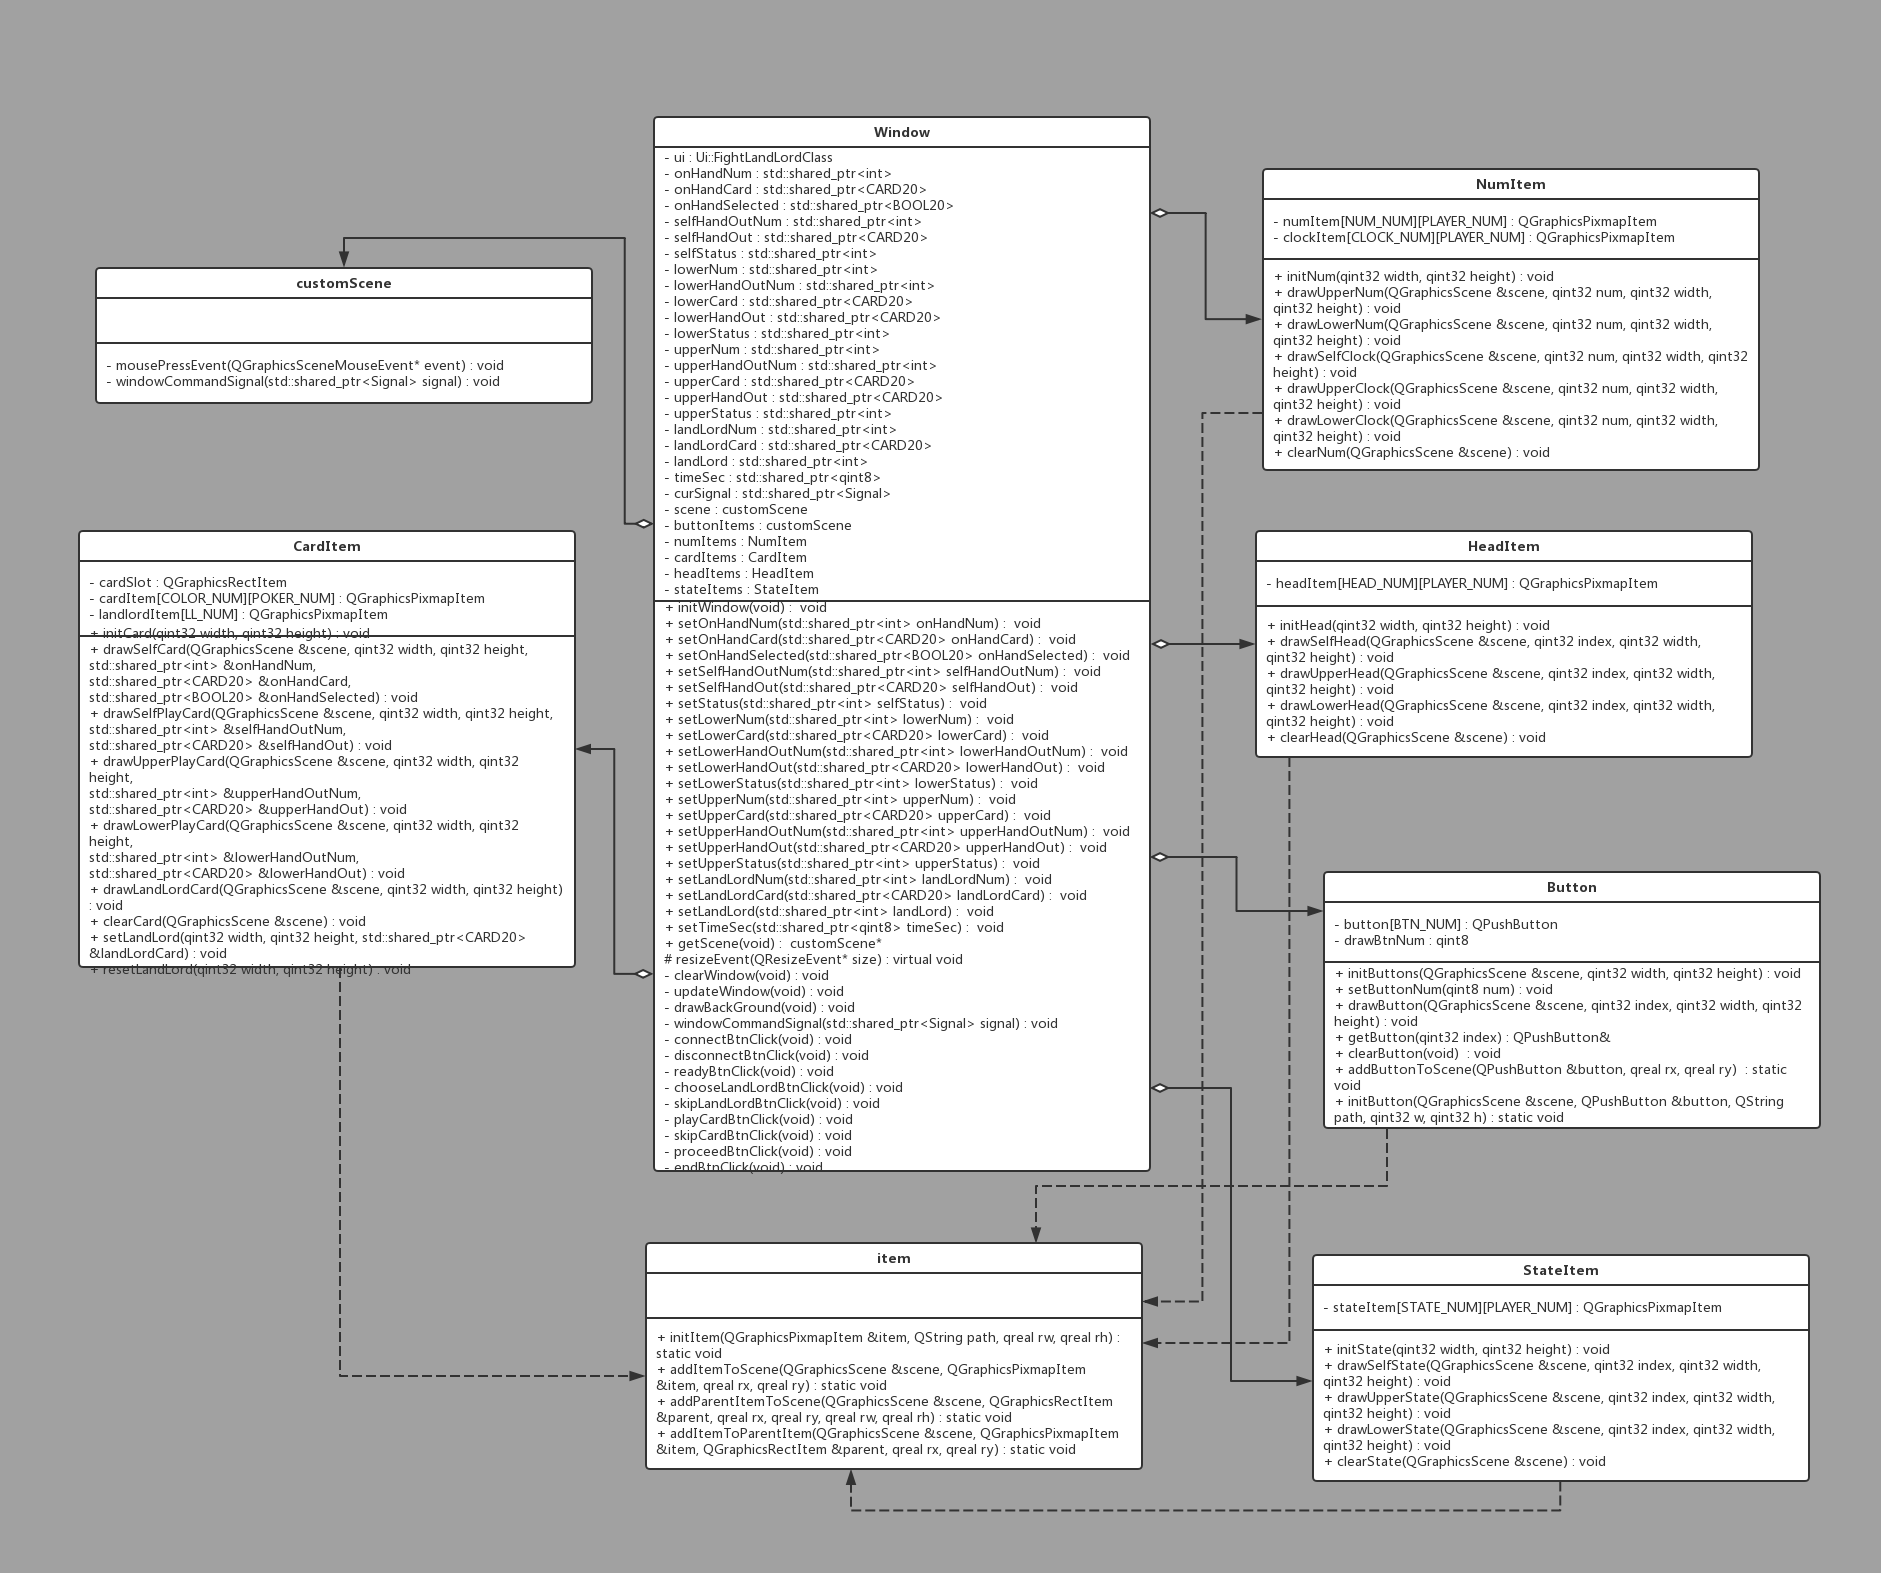 Window
- ui : Ui::FightLandLordClass
- onHandNum : std::shared_ptr<int>
- onHandCard : std::shared_ptr<CARD20>
- onHandSelected : std::shared_ptr<BOOL20>
- selfHandOutNum : std::shared_ptr<int>
- selfHandOut : std::shared_ptr<CARD20>
- selfStatus : std::shared_ptr<int>
- lowerNum : std::shared_ptr<int>
- lowerHandOutNum : std::shared_ptr<int>
- lowerCard : std::shared_ptr<CARD20>
- lowerHandOut : std::shared_ptr<CARD20>
- lowerStatus : std::shared_ptr<int>
- upperNum : std::shared_ptr<int>
- upperHandOutNum : std::shared_ptr<int>
- upperCard : std::shared_ptr<CARD20>
- upperHandOut : std::shared_ptr<CARD20>
- upperStatus : std::shared_ptr<int>
- landLordNum : std::shared_ptr<int>
- landLordCard : std::shared_ptr<CARD20>
- landLord : std::shared_ptr<int>
- timeSec : std::shared_ptr<qint8>
- curSignal : std::shared_ptr<Signal>
- scene : customScene
- buttonItems : customScene
- numItems : NumItem
- cardItems : CardItem
- headItems : HeadItem
- stateItems : StateItem
+ initWindow(void) :  void
+ setOnHandNum(std::shared_ptr<int> onHandNum) :  void
+ setOnHandCard(std::shared_ptr<CARD20> onHandCard) :  void
+ setOnHandSelected(std::shared_ptr<BOOL20> onHandSelected) :  void
+ setSelfHandOutNum(std::shared_ptr<int> selfHandOutNum) :  void
+ setSelfHandOut(std::shared_ptr<CARD20> selfHandOut) :  void
+ setStatus(std::shared_ptr<int> selfStatus) :  void
+ setLowerNum(std::shared_ptr<int> lowerNum) :  void
+ setLowerCard(std::shared_ptr<CARD20> lowerCard) :  void
+ setLowerHandOutNum(std::shared_ptr<int> lowerHandOutNum) :  void
+ setLowerHandOut(std::shared_ptr<CARD20> lowerHandOut) :  void
+ setLowerStatus(std::shared_ptr<int> lowerStatus) :  void
+ setUpperNum(std::shared_ptr<int> upperNum) :  void
+ setUpperCard(std::shared_ptr<CARD20> upperCard) :  void
+ setUpperHandOutNum(std::shared_ptr<int> upperHandOutNum) :  void
+ setUpperHandOut(std::shared_ptr<CARD20> upperHandOut) :  void
+ setUpperStatus(std::shared_ptr<int> upperStatus) :  void
+ setLandLordNum(std::shared_ptr<int> landLordNum) :  void
+ setLandLordCard(std::shared_ptr<CARD20> landLordCard) :  void
+ setLandLord(std::shared_ptr<int> landLord) :  void
+ setTimeSec(std::shared_ptr<qint8> timeSec) :  void
+ getScene(void) :  customScene*
# resizeEvent(QResizeEvent* size) : virtual void
- clearWindow(void) : void
- updateWindow(void) : void
- drawBackGround(void) : void
- windowCommandSignal(std::shared_ptr<Signal> signal) : void
- connectBtnClick(void) : void
- disconnectBtnClick(void) : void
- readyBtnClick(void) : void
- chooseLandLordBtnClick(void) : void
- skipLandLordBtnClick(void) : void
- playCardBtnClick(void) : void
- skipCardBtnClick(void) : void
- proceedBtnClick(void) : void
- endBtnClick(void) : void
customScene
- mousePressEvent(QGraphicsSceneMouseEvent* event) : void
- windowCommandSignal(std::shared_ptr<Signal> signal) : void
CardItem
- cardSlot : QGraphicsRectItem
- cardItem[COLOR_NUM][POKER_NUM] : QGraphicsPixmapItem
- landlordItem[LL_NUM] : QGraphicsPixmapItem
+ initCard(qint32 width, qint32 height) : void
+ drawSelfCard(QGraphicsScene &scene, qint32 width, qint32 height,
std::shared_ptr<int> &onHandNum,
std::shared_ptr<CARD20> &onHandCard,
std::shared_ptr<BOOL20> &onHandSelected) : void
+ drawSelfPlayCard(QGraphicsScene &scene, qint32 width, qint32 height,
std::shared_ptr<int> &selfHandOutNum,
std::shared_ptr<CARD20> &selfHandOut) : void
+ drawUpperPlayCard(QGraphicsScene &scene, qint32 width, qint32
height,
std::shared_ptr<int> &upperHandOutNum,
std::shared_ptr<CARD20> &upperHandOut) : void
+ drawLowerPlayCard(QGraphicsScene &scene, qint32 width, qint32
height,
std::shared_ptr<int> &lowerHandOutNum,
std::shared_ptr<CARD20> &lowerHandOut) : void
+ drawLandLordCard(QGraphicsScene &scene, qint32 width, qint32 height)
: void
+ clearCard(QGraphicsScene &scene) : void
+ setLandLord(qint32 width, qint32 height, std::shared_ptr<CARD20>
&landLordCard) : void
+ resetLandLord(qint32 width, qint32 height) : void
NumItem
- numItem[NUM_NUM][PLAYER_NUM] : QGraphicsPixmapItem
- clockItem[CLOCK_NUM][PLAYER_NUM] : QGraphicsPixmapItem
+ initNum(qint32 width, qint32 height) : void
+ drawUpperNum(QGraphicsScene &scene, qint32 num, qint32 width,
qint32 height) : void
+ drawLowerNum(QGraphicsScene &scene, qint32 num, qint32 width,
qint32 height) : void
+ drawSelfClock(QGraphicsScene &scene, qint32 num, qint32 width, qint32
height) : void
+ drawUpperClock(QGraphicsScene &scene, qint32 num, qint32 width,
qint32 height) : void
+ drawLowerClock(QGraphicsScene &scene, qint32 num, qint32 width,
qint32 height) : void
+ clearNum(QGraphicsScene &scene) : void
HeadItem
- headItem[HEAD_NUM][PLAYER_NUM] : QGraphicsPixmapItem
+ initHead(qint32 width, qint32 height) : void
+ drawSelfHead(QGraphicsScene &scene, qint32 index, qint32 width,
qint32 height) : void
+ drawUpperHead(QGraphicsScene &scene, qint32 index, qint32 width,
qint32 height) : void
+ drawLowerHead(QGraphicsScene &scene, qint32 index, qint32 width,
qint32 height) : void
+ clearHead(QGraphicsScene &scene) : void
Button
- button[BTN_NUM] : QPushButton
- drawBtnNum : qint8
+ initButtons(QGraphicsScene &scene, qint32 width, qint32 height) : void
+ setButtonNum(qint8 num) : void
+ drawButton(QGraphicsScene &scene, qint32 index, qint32 width, qint32
height) : void
+ getButton(qint32 index) : QPushButton&
+ clearButton(void)  : void
+ addButtonToScene(QPushButton &button, qreal rx, qreal ry)  : static
void
+ initButton(QGraphicsScene &scene, QPushButton &button, QString
path, qint32 w, qint32 h) : static void
item
+ initItem(QGraphicsPixmapItem &item, QString path, qreal rw, qreal rh) :
static void
+ addItemToScene(QGraphicsScene &scene, QGraphicsPixmapItem
&item, qreal rx, qreal ry) : static void
+ addParentItemToScene(QGraphicsScene &scene, QGraphicsRectItem
&parent, qreal rx, qreal ry, qreal rw, qreal rh) : static void
+ addItemToParentItem(QGraphicsScene &scene, QGraphicsPixmapItem
&item, QGraphicsRectItem &parent, qreal rx, qreal ry) : static void
StateItem
- stateItem[STATE_NUM][PLAYER_NUM] : QGraphicsPixmapItem
+ initState(qint32 width, qint32 height) : void
+ drawSelfState(QGraphicsScene &scene, qint32 index, qint32 width,
qint32 height) : void
+ drawUpperState(QGraphicsScene &scene, qint32 index, qint32 width,
qint32 height) : void
+ drawLowerState(QGraphicsScene &scene, qint32 index, qint32 width,
qint32 height) : void
+ clearState(QGraphicsScene &scene) : void